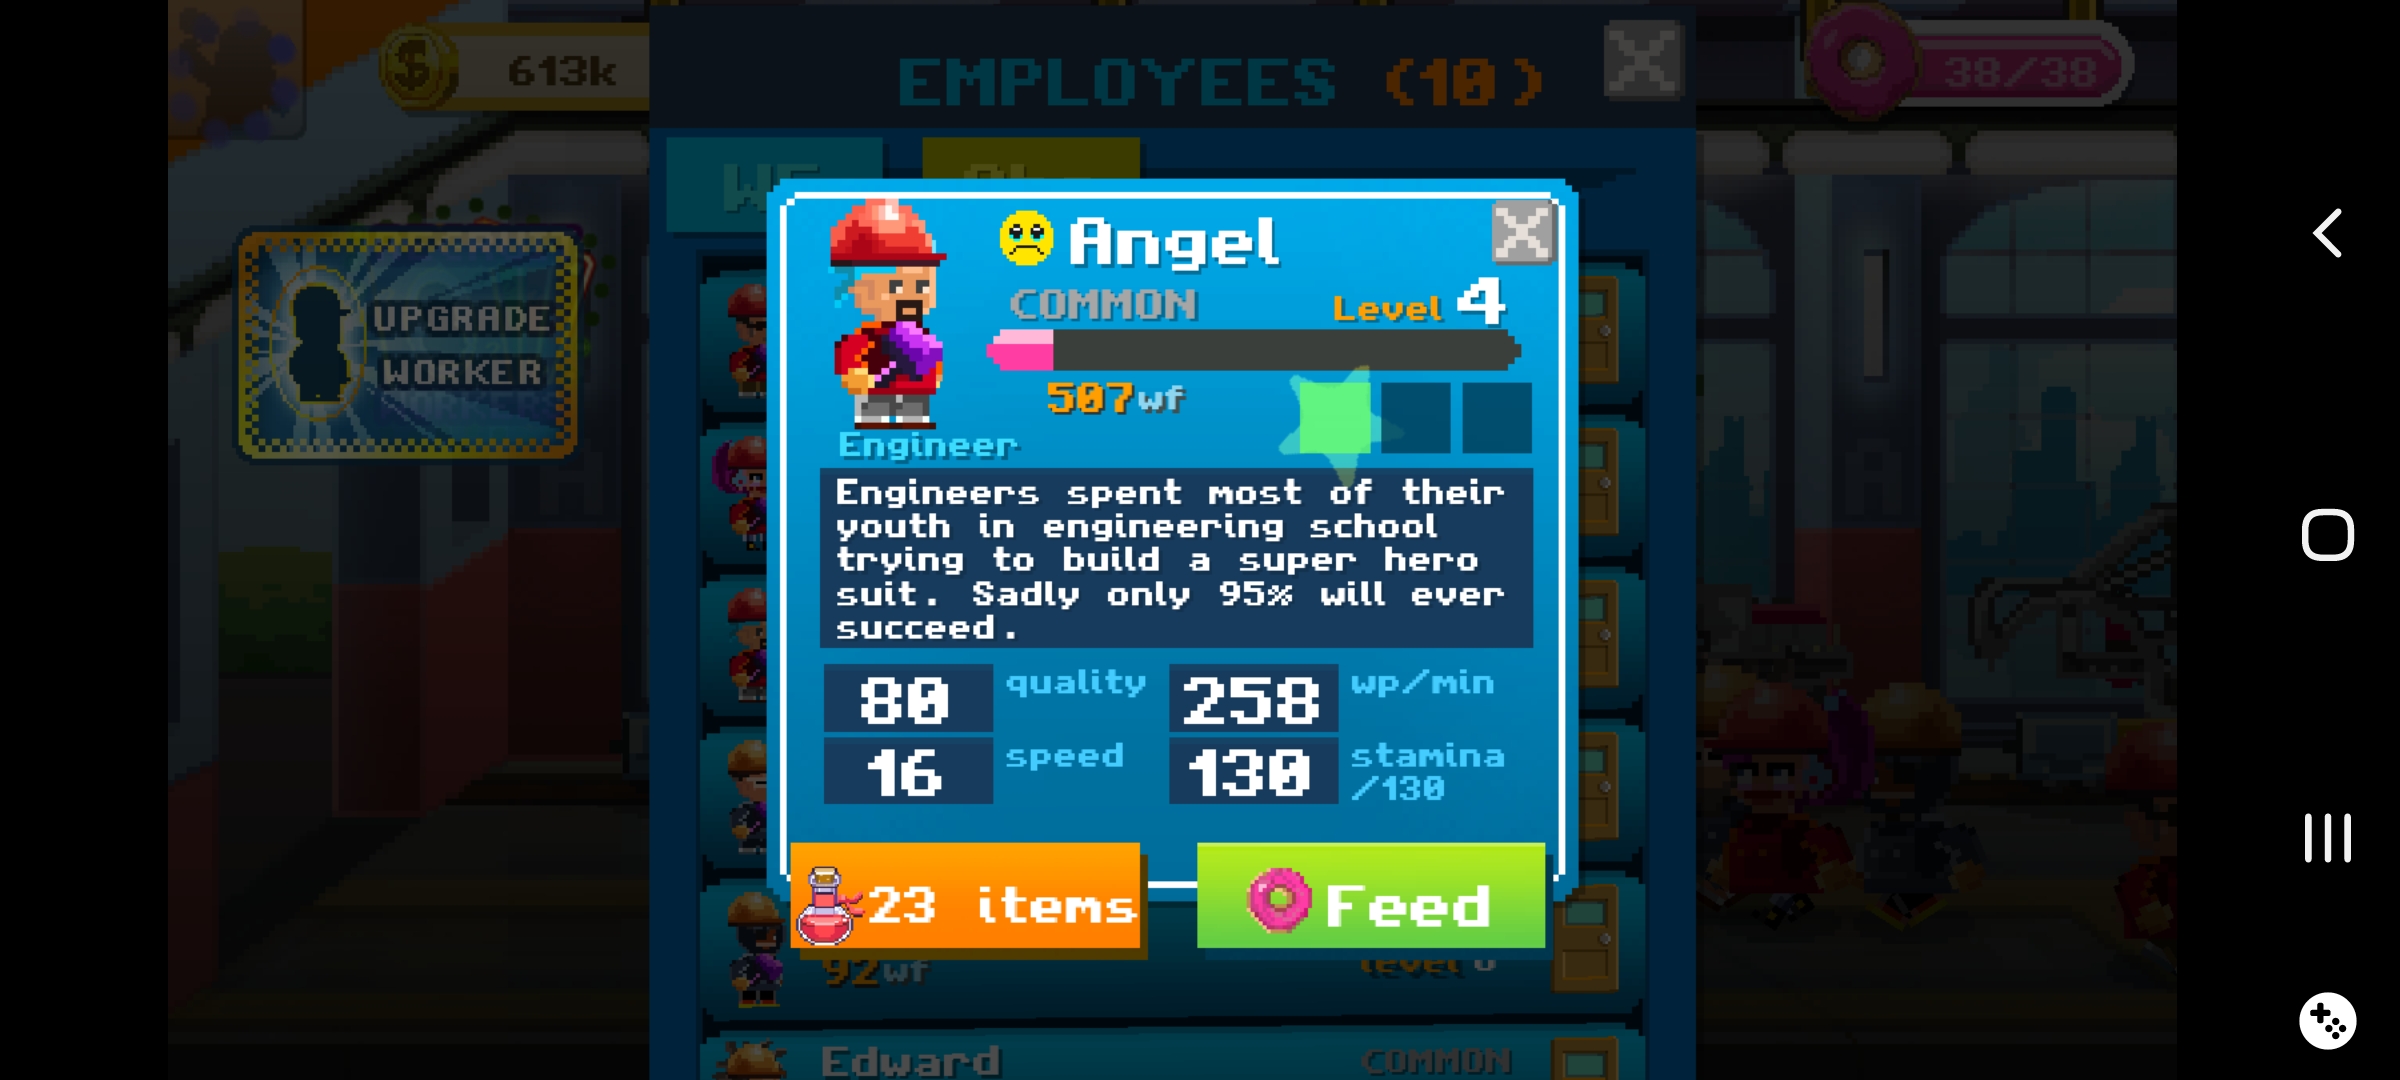 613k
EMPLOYEES (10)
38/38
UPGRADE
WORKER
Angel
COMMON
Level 4
507wf
Engineer
Engineers spent most of their
youth in engineering school
trying to build a super hero
suit. Sadly only 95% will ever
succeed.
80 quality
258 wp/min
16 speed
130 stamina
/130
23 items
Feed
92wf
level
Edward
COMMON